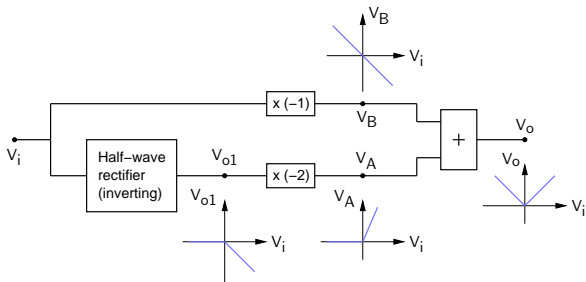 V_B
V_i
x (−1)
V_B
V_o
V_i
Half−wave
rectifier
(inverting)
V_o1
x (−2)
V_A
+
V_o
V_o1
V_A
V_i
V_i
V_i